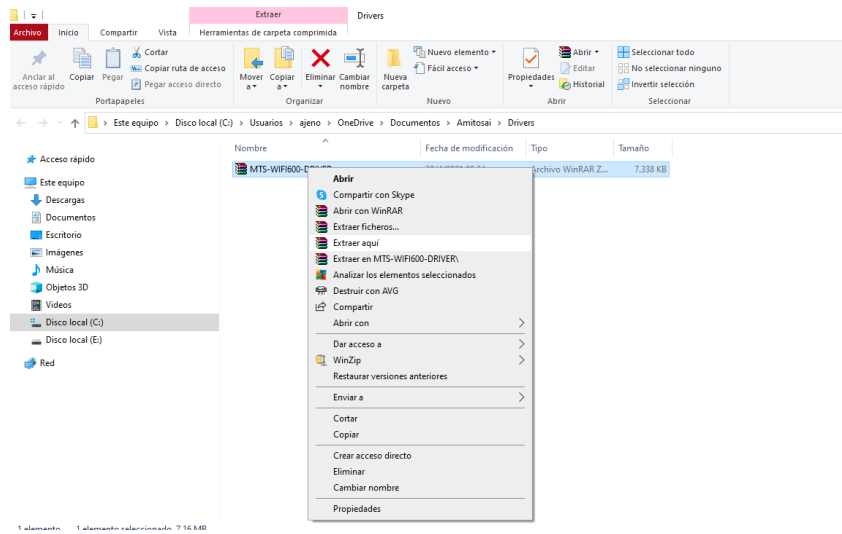 Extraer
Drivers
Archivo Inicio Compartir Vista Herramientas de carpeta comprimida
Anclar al acceso rápido
Copiar
Pegar
Cortar
Copiar ruta de acceso
Pegar acceso directo
Portapapeles
Mover a
Copiar a
Eliminar
Cambiar nombre
Organizar
Nueva carpeta
Nuevo elemento
Fácil acceso
Nuevo
Propiedades
Abrir
Editar
Historial
Abrir
Seleccionar todo
No seleccionar ninguno
Invertir selección
Seleccionar
Este equipo > Disco local (C:) > Usuarios > ajeno > OneDrive > Documentos > Amitosai > Drivers
Nombre Fecha de modificación Tipo Tamaño
MTS-WIFI600-DRIVER Archivo WinRAR Z... 7.338 KB
Acceso rápido
Este equipo
Descargas
Documentos
Escritorio
Imágenes
Música
Objetos 3D
Videos
Disco local (C:)
Disco local (E:)
Red
Abrir
Compartir con Skype
Abrir con WinRAR
Extraer ficheros...
Extraer aquí
Extraer en MTS-WIFI600-DRIVER\
Analizar los elementos seleccionados
Destruir con AVG
Compartir
Abrir con
Dar acceso a
WinZip
Restaurar versiones anteriores
Enviar a
Cortar
Copiar
Crear acceso directo
Eliminar
Cambiar nombre
Propiedades
1 elemento 1 elemento seleccionado 7,16 MB